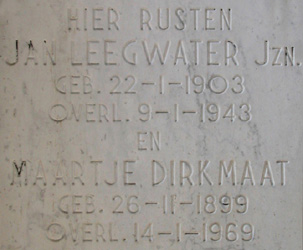 HIER RUSTEN
JAN LEEGWATER JZN.
GEB. 22-1-1903
OVERL. 9-1-1943
EN
MAARTJE DIRKMAAT
GEB. 26-11-1899
OVERL. 14-1-1969